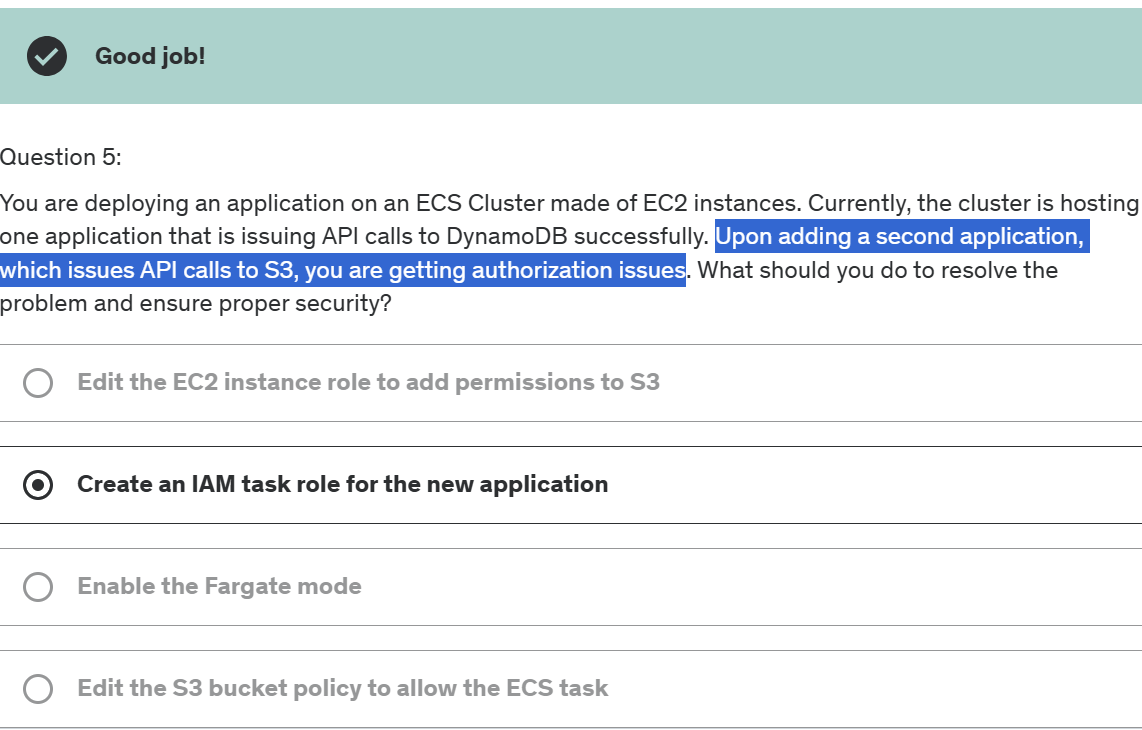 Good job!
Question 5:
You are deploying an application on an ECS Cluster made of EC2 instances. Currently, the cluster is hosting
one application that is issuing API calls to DynamoDB successfully. Upon adding a second application,
which issues API calls to S3, you are getting authorization issues. What should you do to resolve the
problem and ensure proper security?
Edit the EC2 instance role to add permissions to S3
Create an IAM task role for the new application
Enable the Fargate mode
Edit the S3 bucket policy to allow the ECS task